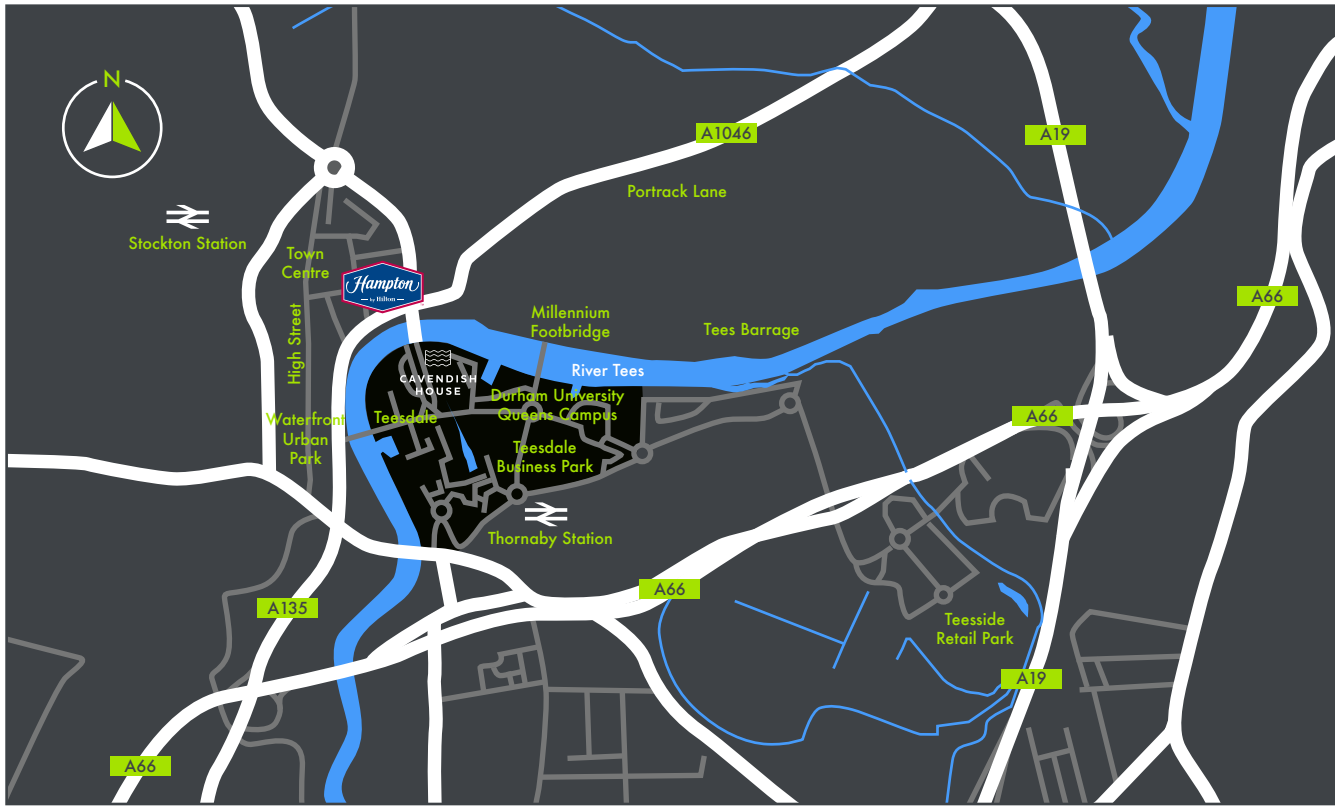 N
A1046
A19
Portrack Lane
Stockton Station
Town
Centre
Hampton
by Hilton
A66
High Street
Millennium
Footbridge
Tees Barrage
River Tees
CAVENDISH
HOUSE
Durham University
Queens Campus
Waterfront
Urban
Park
Teesdale
A66
Teesdale
Business Park
Thornaby Station
A66
A135
Teesside
Retail Park
A19
A66